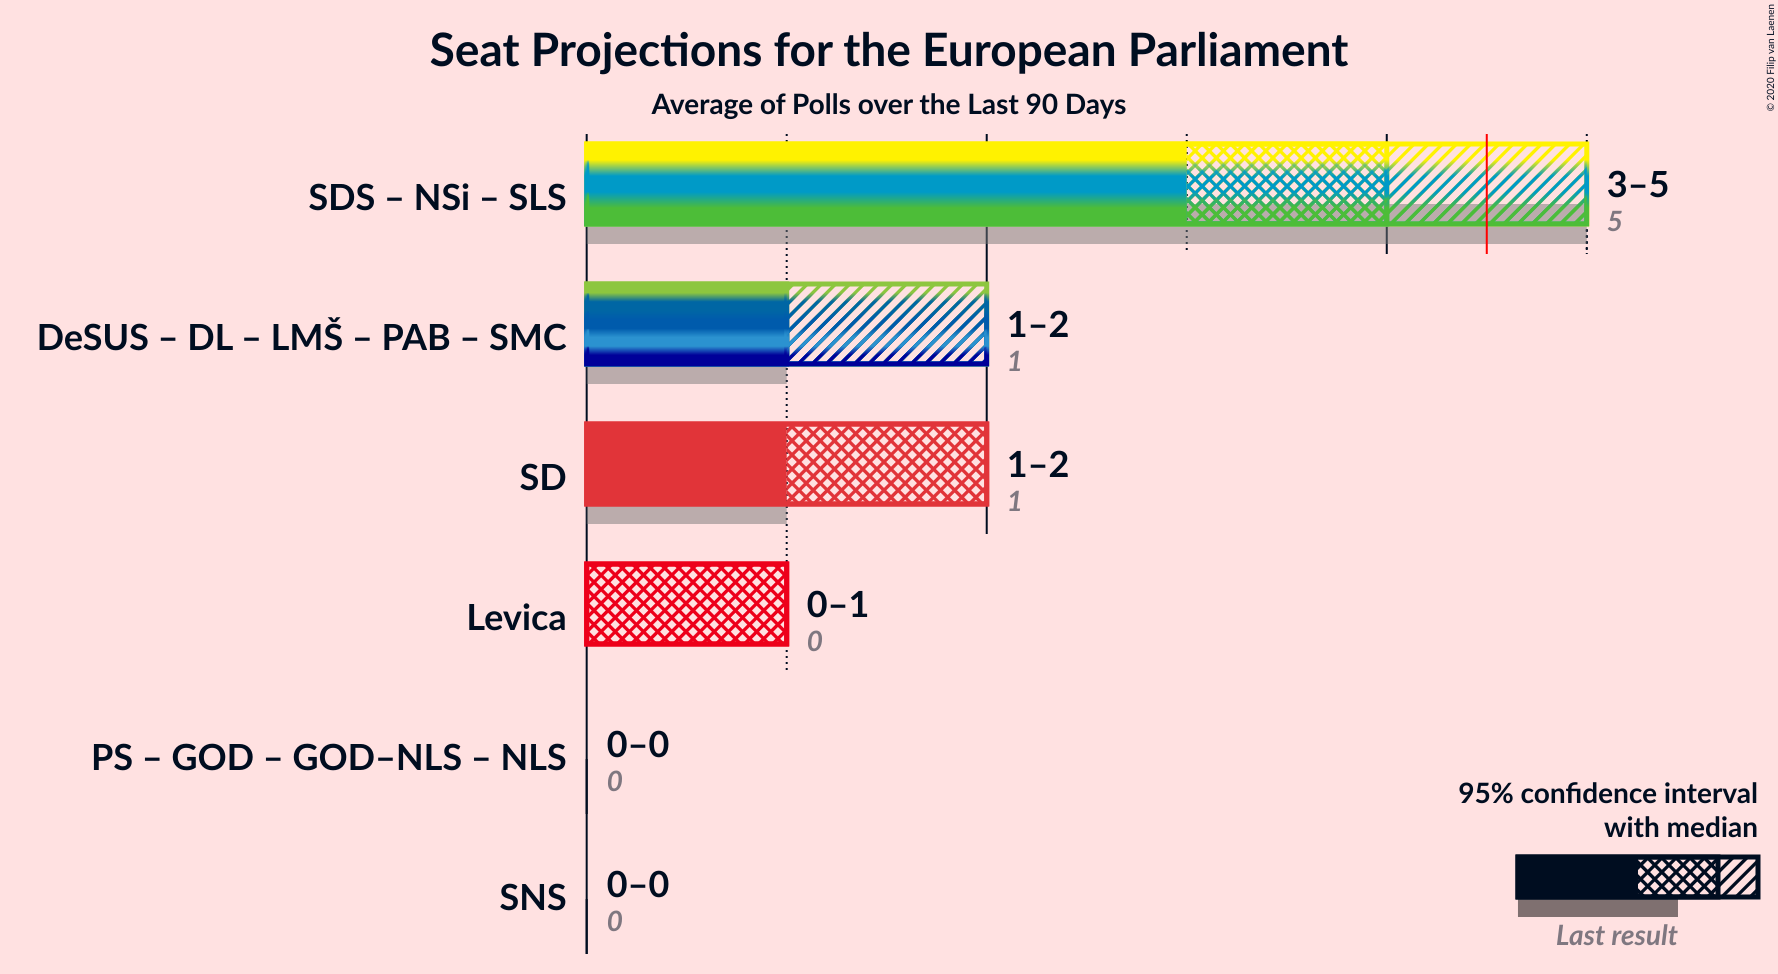 Seat Projections for the European Parliament
Average of Polls over the Last 90 Days
© 2020 Filip van Laenen
SDS – NSi – SLS
3–5
5
DeSUS – DL – LMŠ – PAB – SMC
1–2
1
SD
1–2
1
Levica
0–1
0
PS – GOD – GOD–NLS – NLS
0–0
0
SNS
0–0
0
95% confidence interval
with median
Last result